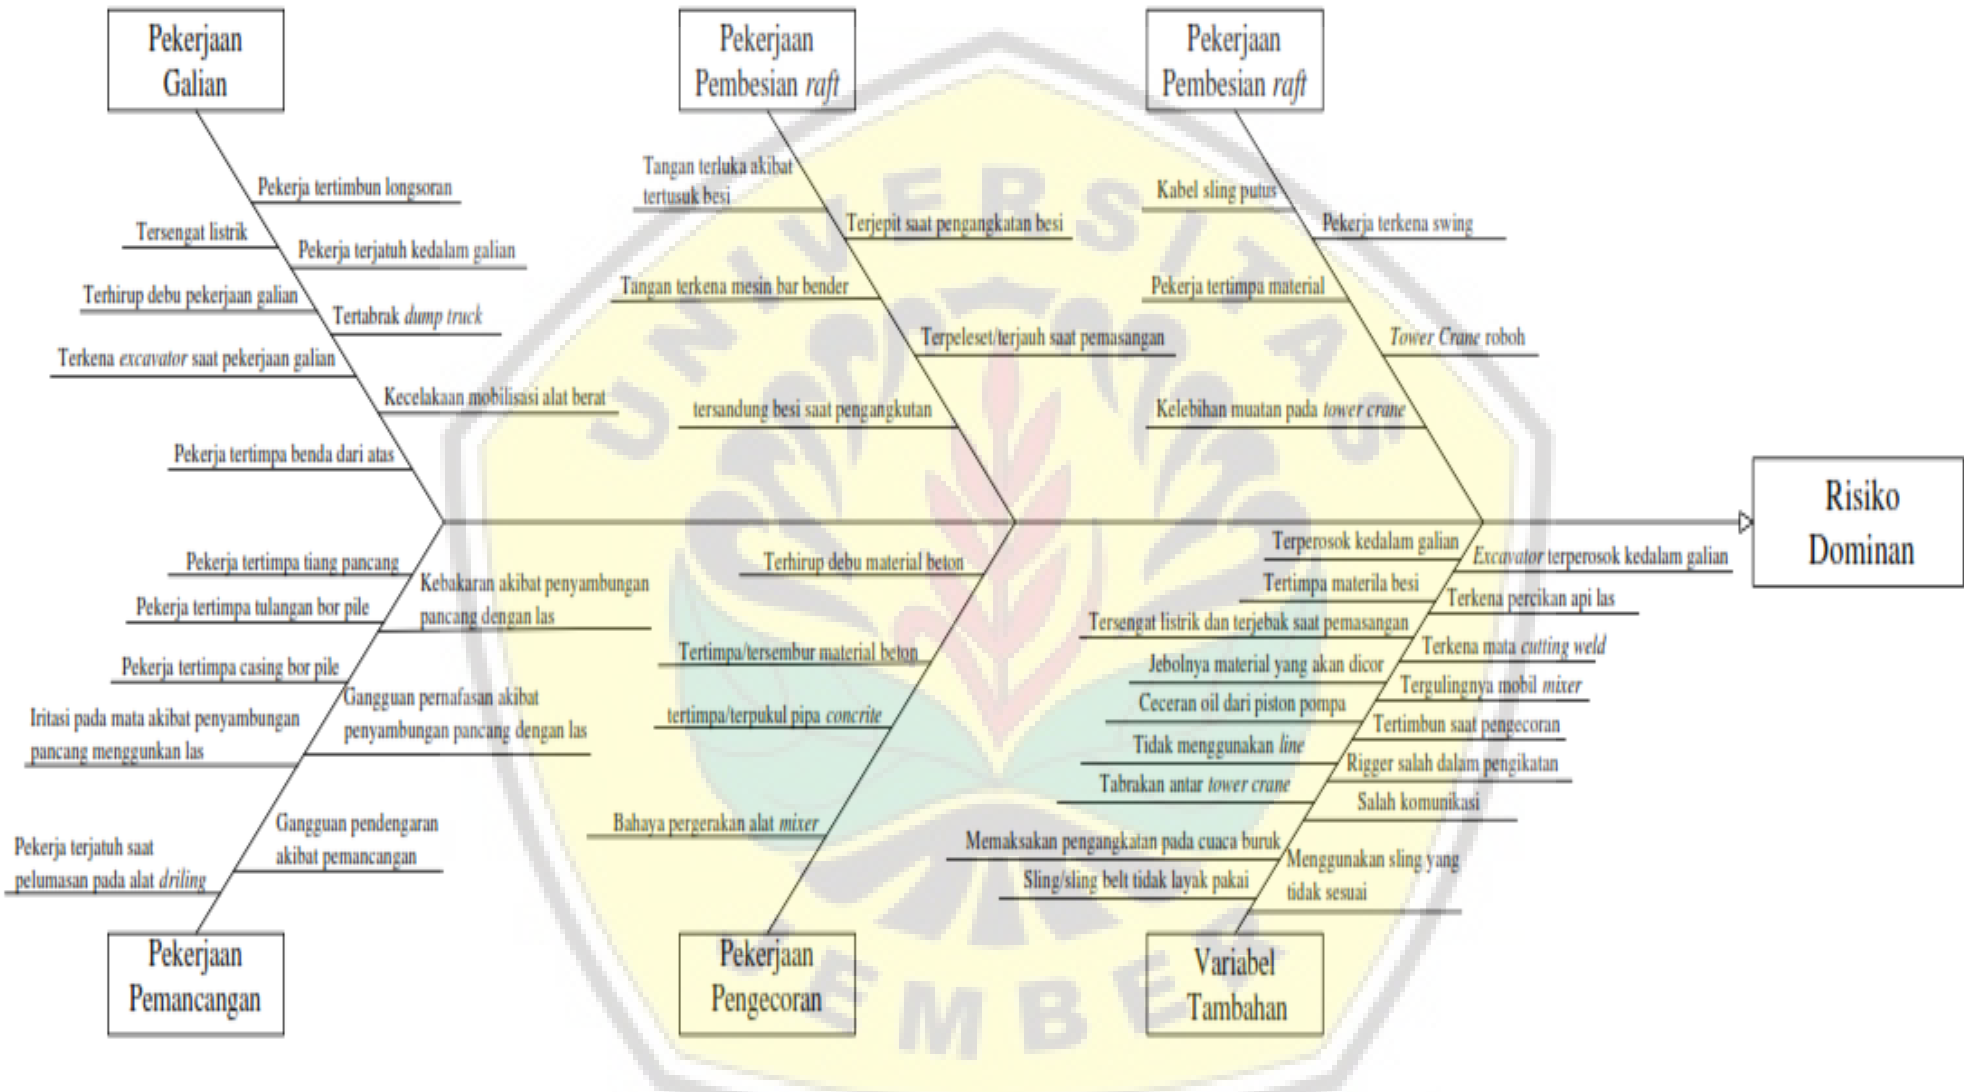 Pekerjaan
Galian
Pekerjaan
Pembesian raft
Pekerjaan
Pembesian raft
Pekerja tertimbun longsoran
Tersengat listrik
Pekerja terjatuh kedalam galian
Terhirup debu pekerjaan galian
Tertabrak dump truck
Terkena excavator saat pekerjaan galian
Kecelakaan mobilisasi alat berat
Pekerja tertimpa benda dari atas
Tangan terluka akibat
tertusuk besi
Terjepit saat pengangkatan besi
Tangan terkena mesin bar bender
Terpeleset/terjauh saat pemasangan
tersandung besi saat pengangkutan
Kabel sling putus
Pekerja terkena swing
Pekerja tertimpa material
Tower Crane roboh
Kelebihan muatan pada tower crane
Risiko
Dominan
Pekerja tertimpa tiang pancang
Kebakaran akibat penyambungan
pancang dengan las
Pekerja tertimpa tulangan bor pile
Pekerja tertimpa casing bor pile
Gangguan pernafasan akibat
penyambungan pancang dengan las
Iritasi pada mata akibat penyambungan
pancang menggunkan las
Gangguan pendengaran
akibat pemancangan
Pekerja terjatuh saat
pelumasan pada alat driling
Terhirup debu material beton
Tertimpa/tersembur material beton
tertimpa/terpukul pipa concrite
Bahaya pergerakan alat mixer
Terperosok kedalam galian
Excavator terperosok kedalam galian
Tertimpa materila besi
Terkena percikan api las
Tersengat listrik dan terjebak saat pemasangan
Terkena mata cutting weld
Jebolnya material yang akan dicor
Tergulingnya mobil mixer
Ceceran oil dari piston pompa
Tertimbun saat pengecoran
Tidak menggunakan line
Rigger salah dalam pengikatan
Tabrakan antar tower crane
Salah komunikasi
Memaksakan pengangkatan pada cuaca buruk
Menggunakan sling yang
tidak sesuai
Sling/sling belt tidak layak pakai
Pekerjaan
Pemancangan
Pekerjaan
Pengecoran
Variabel
Tambahan
UNIVERSITAS
JEMBER